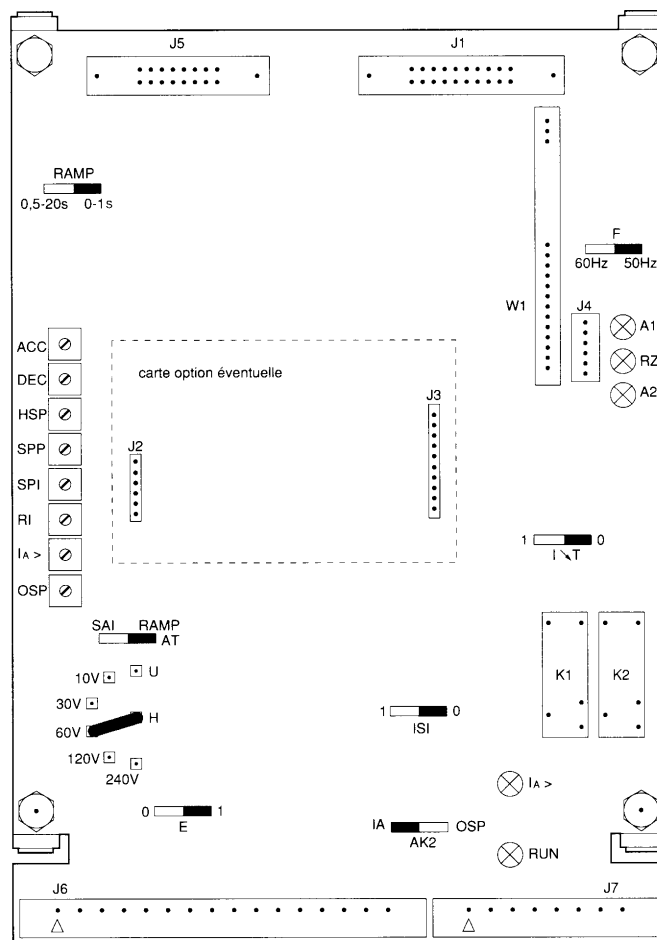 J5 J1
RAMP
0,5-20s 0-1s
F
60Hz 50Hz
W1 J4
A1
RZ
A2
ACC
DEC
HSP
SPP
SPI
RI
IA >
OSP
carte option éventuelle
J3
J2
1 0
I ↘ T
SAI RAMP
AT
10V U
30V
60V H
120V
240V
K1 K2
1 0
ISI
IA >
0 1
E
IA OSP
AK2
RUN
J6 J7